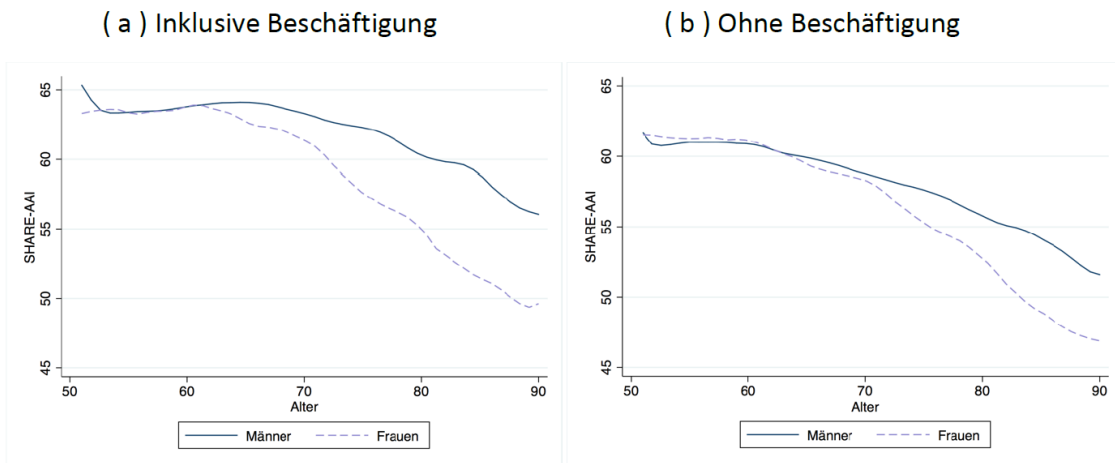 ( a ) Inklusive Beschäftigung
( b ) Ohne Beschäftigung
SHARE-AAI
65
60
55
50
45
50 60 70 80 90
Alter
Männer Frauen
SHARE-AAI
65
60
55
50
45
50 60 70 80 90
Alter
Männer Frauen